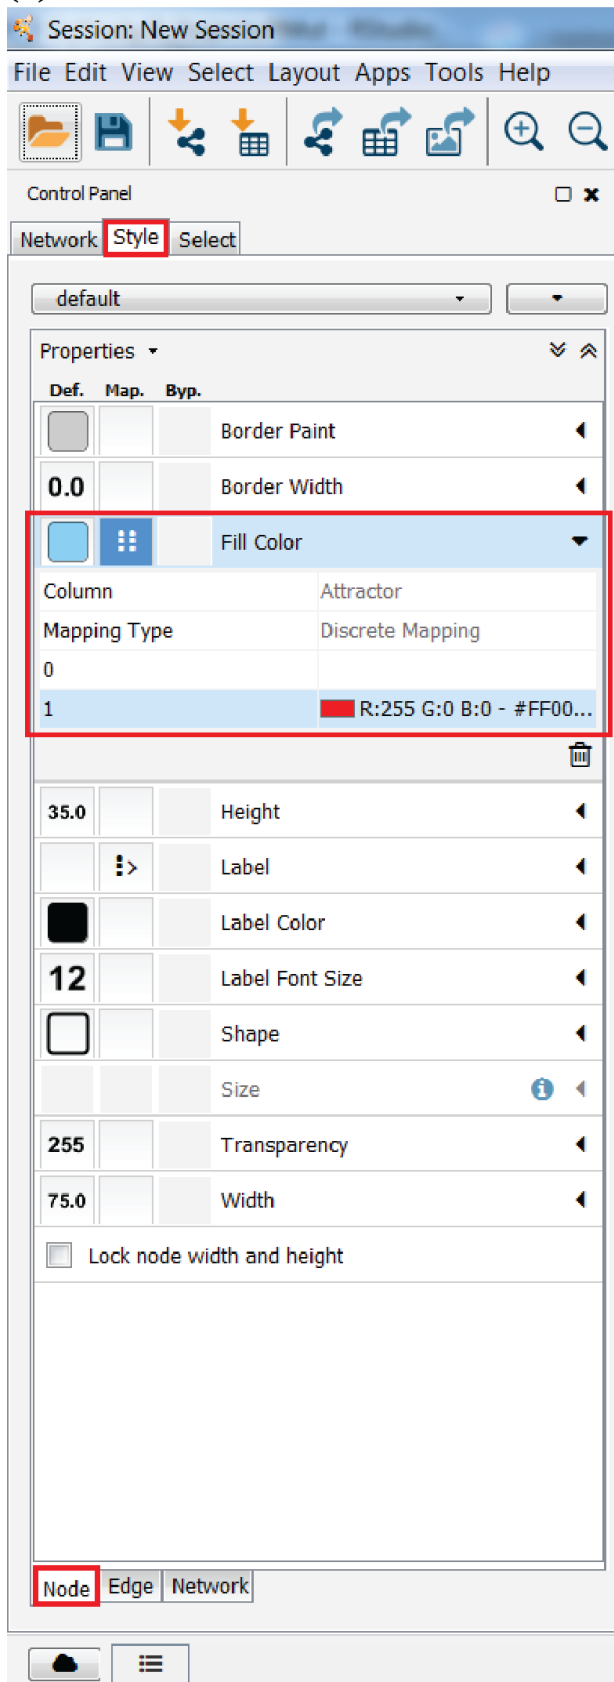 Session: New Session
File Edit View Select Layout Apps Tools Help
Control Panel
Network Style Select
default
Properties
Def. Map. Byp.
Border Paint
0.0 Border Width
Fill Color
Column Attractor
Mapping Type Discrete Mapping
0
1 R:255 G:0 B:0 - #FF00...
35.0 Height
Label
Label Color
12 Label Font Size
Shape
Size
255 Transparency
75.0 Width
Lock node width and height
Node Edge Network